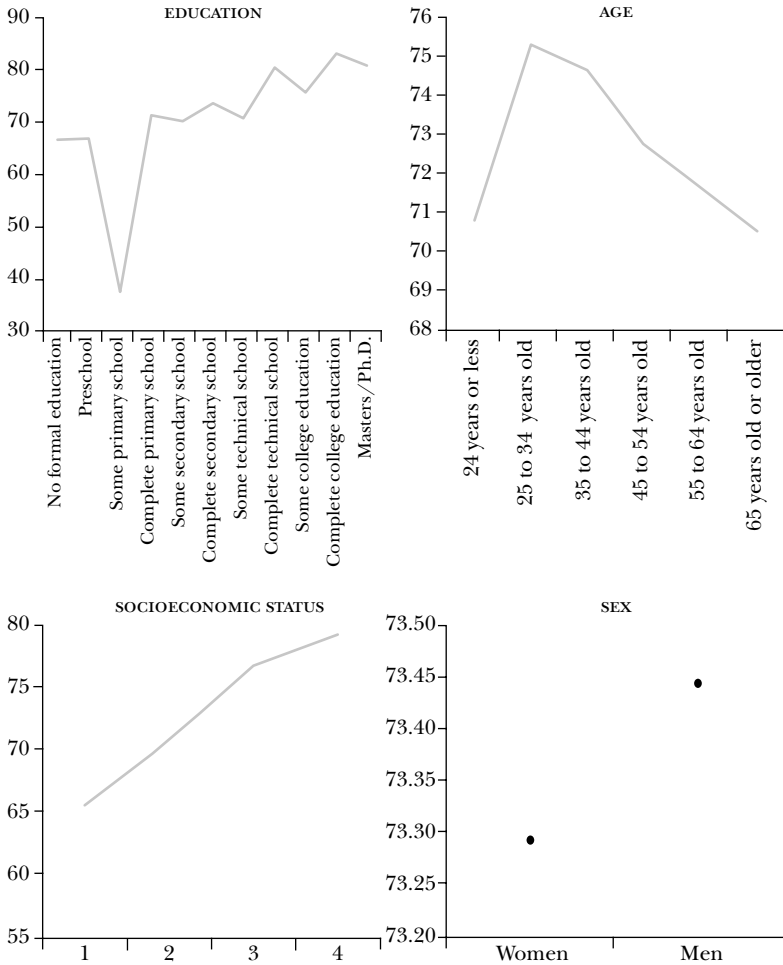 EDUCATION
90
80
70
60
50
40
30
No formal education
Preschool
Some primary school
Complete primary school
Some secondary school
Complete secondary school
Some technical school
Complete technical school
Some college education
Complete college education
Masters/Ph.D.
AGE
76
75
74
73
72
71
70
69
68
24 years or less
25 to 34 years old
35 to 44 years old
45 to 54 years old
55 to 64 years old
65 years old or older
SOCIOECONOMIC STATUS
80
75
70
65
60
55
1 2 3 4
SEX
73.50
73.45
73.40
73.35
73.30
73.25
73.20
Women Men